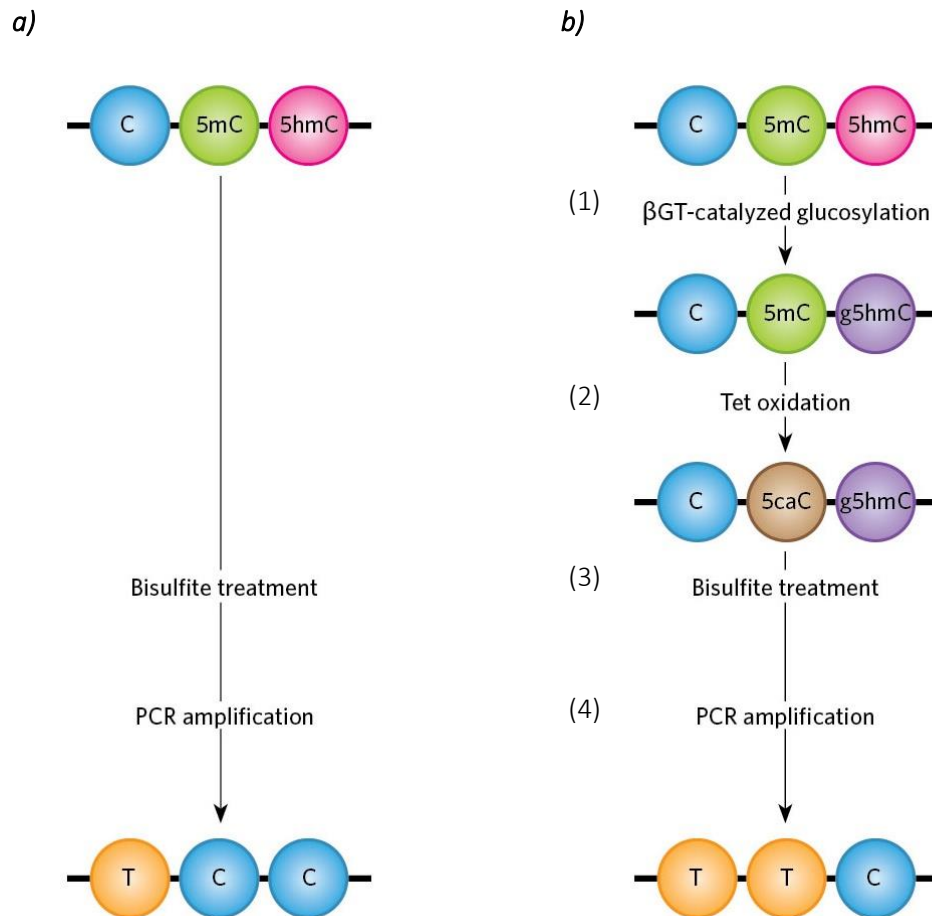 a)
C 5mC 5hmC
Bisulfite treatment
PCR amplification
T C C
b)
C 5mC 5hmC
(1)
βGT-catalyzed glucosylation
C 5mC g5hmC
(2)
Tet oxidation
C 5caC g5hmC
(3)
Bisulfite treatment
(4)
PCR amplification
T T C